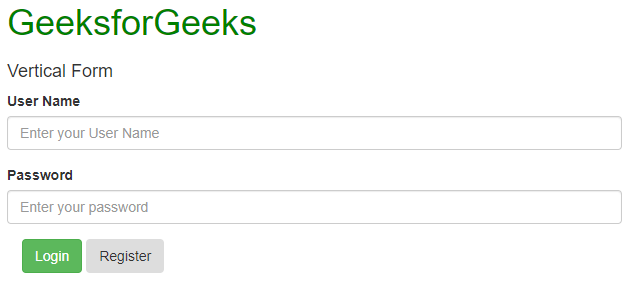 GeeksforGeeks
Vertical Form
User Name
Enter your User Name
Password
Enter your password
Login Register